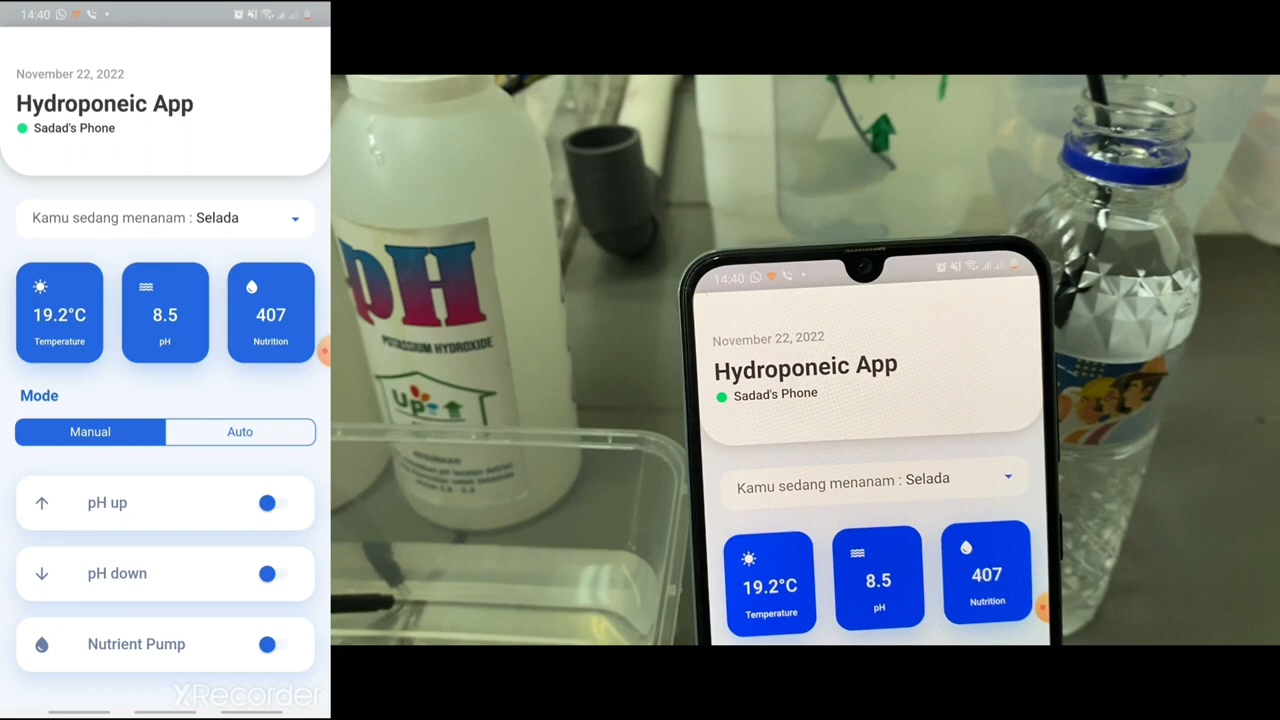 14:40
November 22, 2022
Hydroponeic App
Sadad's Phone
Kamu sedang menanam : Selada
19.2°C
Temperature
8.5
pH
407
Nutrition
Mode
Manual
Auto
pH up
pH down
Nutrient Pump
XRecorder
pH
POTASSIUM HYDROXIDE
UP
14:40
November 22, 2022
Hydroponeic App
Sadad's Phone
Kamu sedang menanam : Selada
19.2°C
Temperature
8.5
pH
407
Nutrition